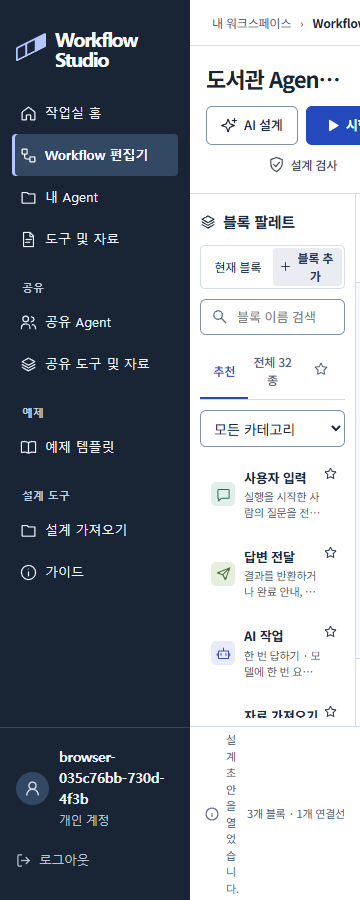 Workflow
Studio
작업실 홈
Workflow 편집기
내 Agent
도구 및 자료
공유
공유 Agent
공유 도구 및 자료
예제
예제 템플릿
설계 도구
설계 가져오기
가이드
browser-
035c76bb-730d-
4f3b
개인 계정
로그아웃
내 워크스페이스 › Workflo
도서관 Agen…
AI 설계
설계 검사
블록 팔레트
현재 블록
+ 블록 추
가
블록 이름 검색
추천
전체 32
종
모든 카테고리
사용자 입력
실행을 시작한 사
람의 질문을 전…
답변 전달
결과를 반환하거
나 완료 안내, …
AI 작업
한 번 답하기 · 모
델에 한 번 요…
자료 가져오기
설
계
초
안
을
열
었
습
니
다.
3개 블록 · 1개 연결선